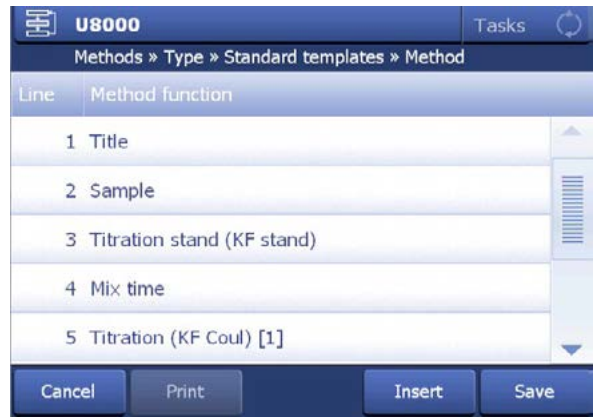 U8000 Tasks
Methods » Type » Standard templates » Method
Line Method function
1 Title
2 Sample
3 Titration stand (KF stand)
4 Mix time
5 Titration (KF Coul) [1]
Cancel Print Insert Save